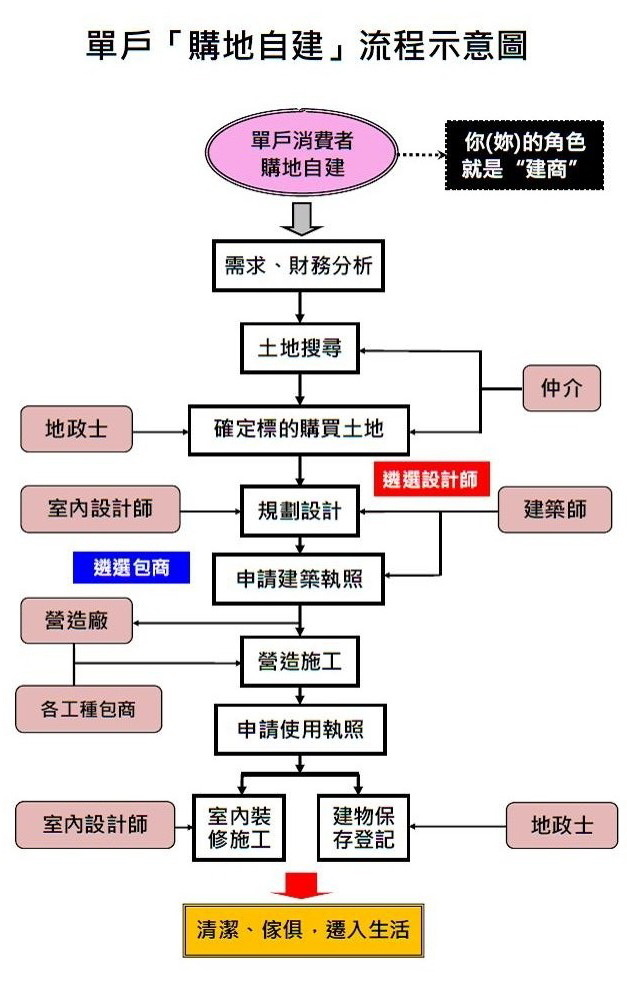 單戶「購地自建」流程示意圖
單戶消費者
購地自建
你(妳)的角色
就是“建商”
需求、財務分析
土地搜尋
仲介
地政士
確定標的購買土地
遴選設計師
室內設計師
規劃設計
建築師
遴選包商
申請建築執照
營造廠
營造施工
各工種包商
申請使用執照
室內設計師
室內裝
修施工
建物保
存登記
地政士
清潔、傢俱，遷入生活